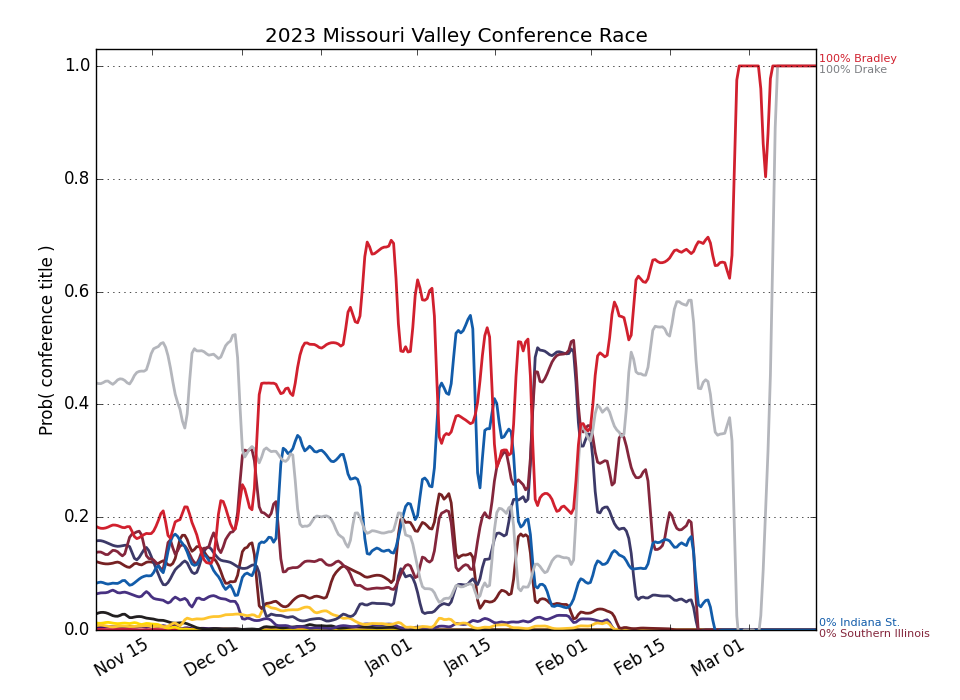 2023 Missouri Valley Conference Race
100% Bradley
100% Drake
1.0
0.8
0.6
0.4
0.2
0.0
Prob( conference title )
0% Indiana St.
0% Southern Illinois
Nov 15
Dec 01
Dec 15
Jan 01
Jan 15
Feb 01
Feb 15
Mar 01